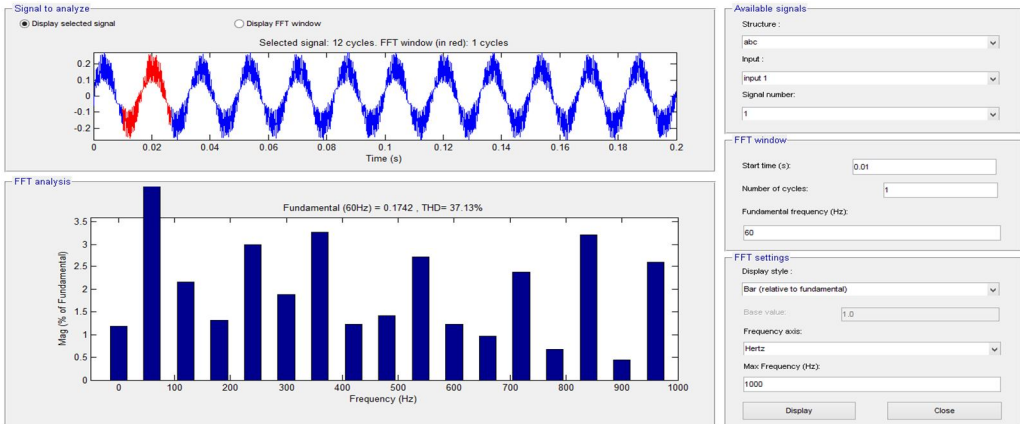 Signal to analyze
Display selected signal
Display FFT window
Selected signal: 12 cycles. FFT window (in red): 1 cycles
0.2
0.1
0
-0.1
-0.2
0 0.02 0.04 0.06 0.08 0.1 0.12 0.14 0.16 0.18 0.2
Time (s)
FFT analysis
Fundamental (60Hz) = 0.1742 , THD= 37.13%
Mag (% of Fundamental)
3.5
3
2.5
2
1.5
1
0.5
0
0 100 200 300 400 500 600 700 800 900 1000
Frequency (Hz)
Available signals
Structure :
abc
Input :
input 1
Signal number:
1
FFT window
Start time (s):
0.01
Number of cycles:
1
Fundamental frequency (Hz):
60
FFT settings
Display style :
Bar (relative to fundamental)
Base value:
1.0
Frequency axis:
Hertz
Max Frequency (Hz):
1000
Display
Close